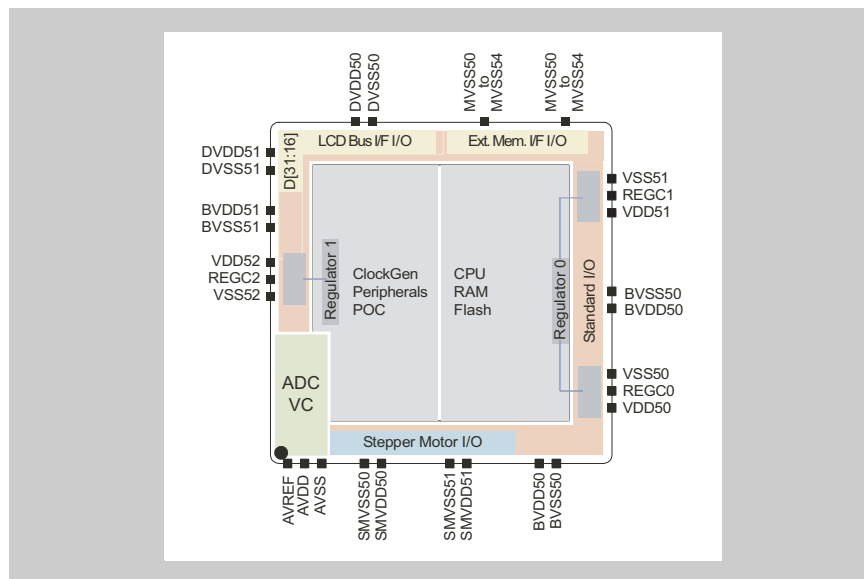 DVDD50
DVSS50
MVSS50
to
MVSS54
MVSS50
to
MVSS54
LCD Bus I/F I/O
Ext. Mem. I/F I/O
D[31:16]
DVDD51
DVSS51
BVDD51
BVSS51
VDD52
REGC2
VSS52
Regulator 1
ClockGen
Peripherals
POC
CPU
RAM
Flash
Regulator 0
Standard I/O
VSS51
REGC1
VDD51
BVSS50
BVDD50
VSS50
REGC0
VDD50
ADC
VC
Stepper Motor I/O
AVREF
AVDD
AVSS
SMVSS50
SMVDD50
SMVSS51
SMVDD51
BVDD50
BVSS50